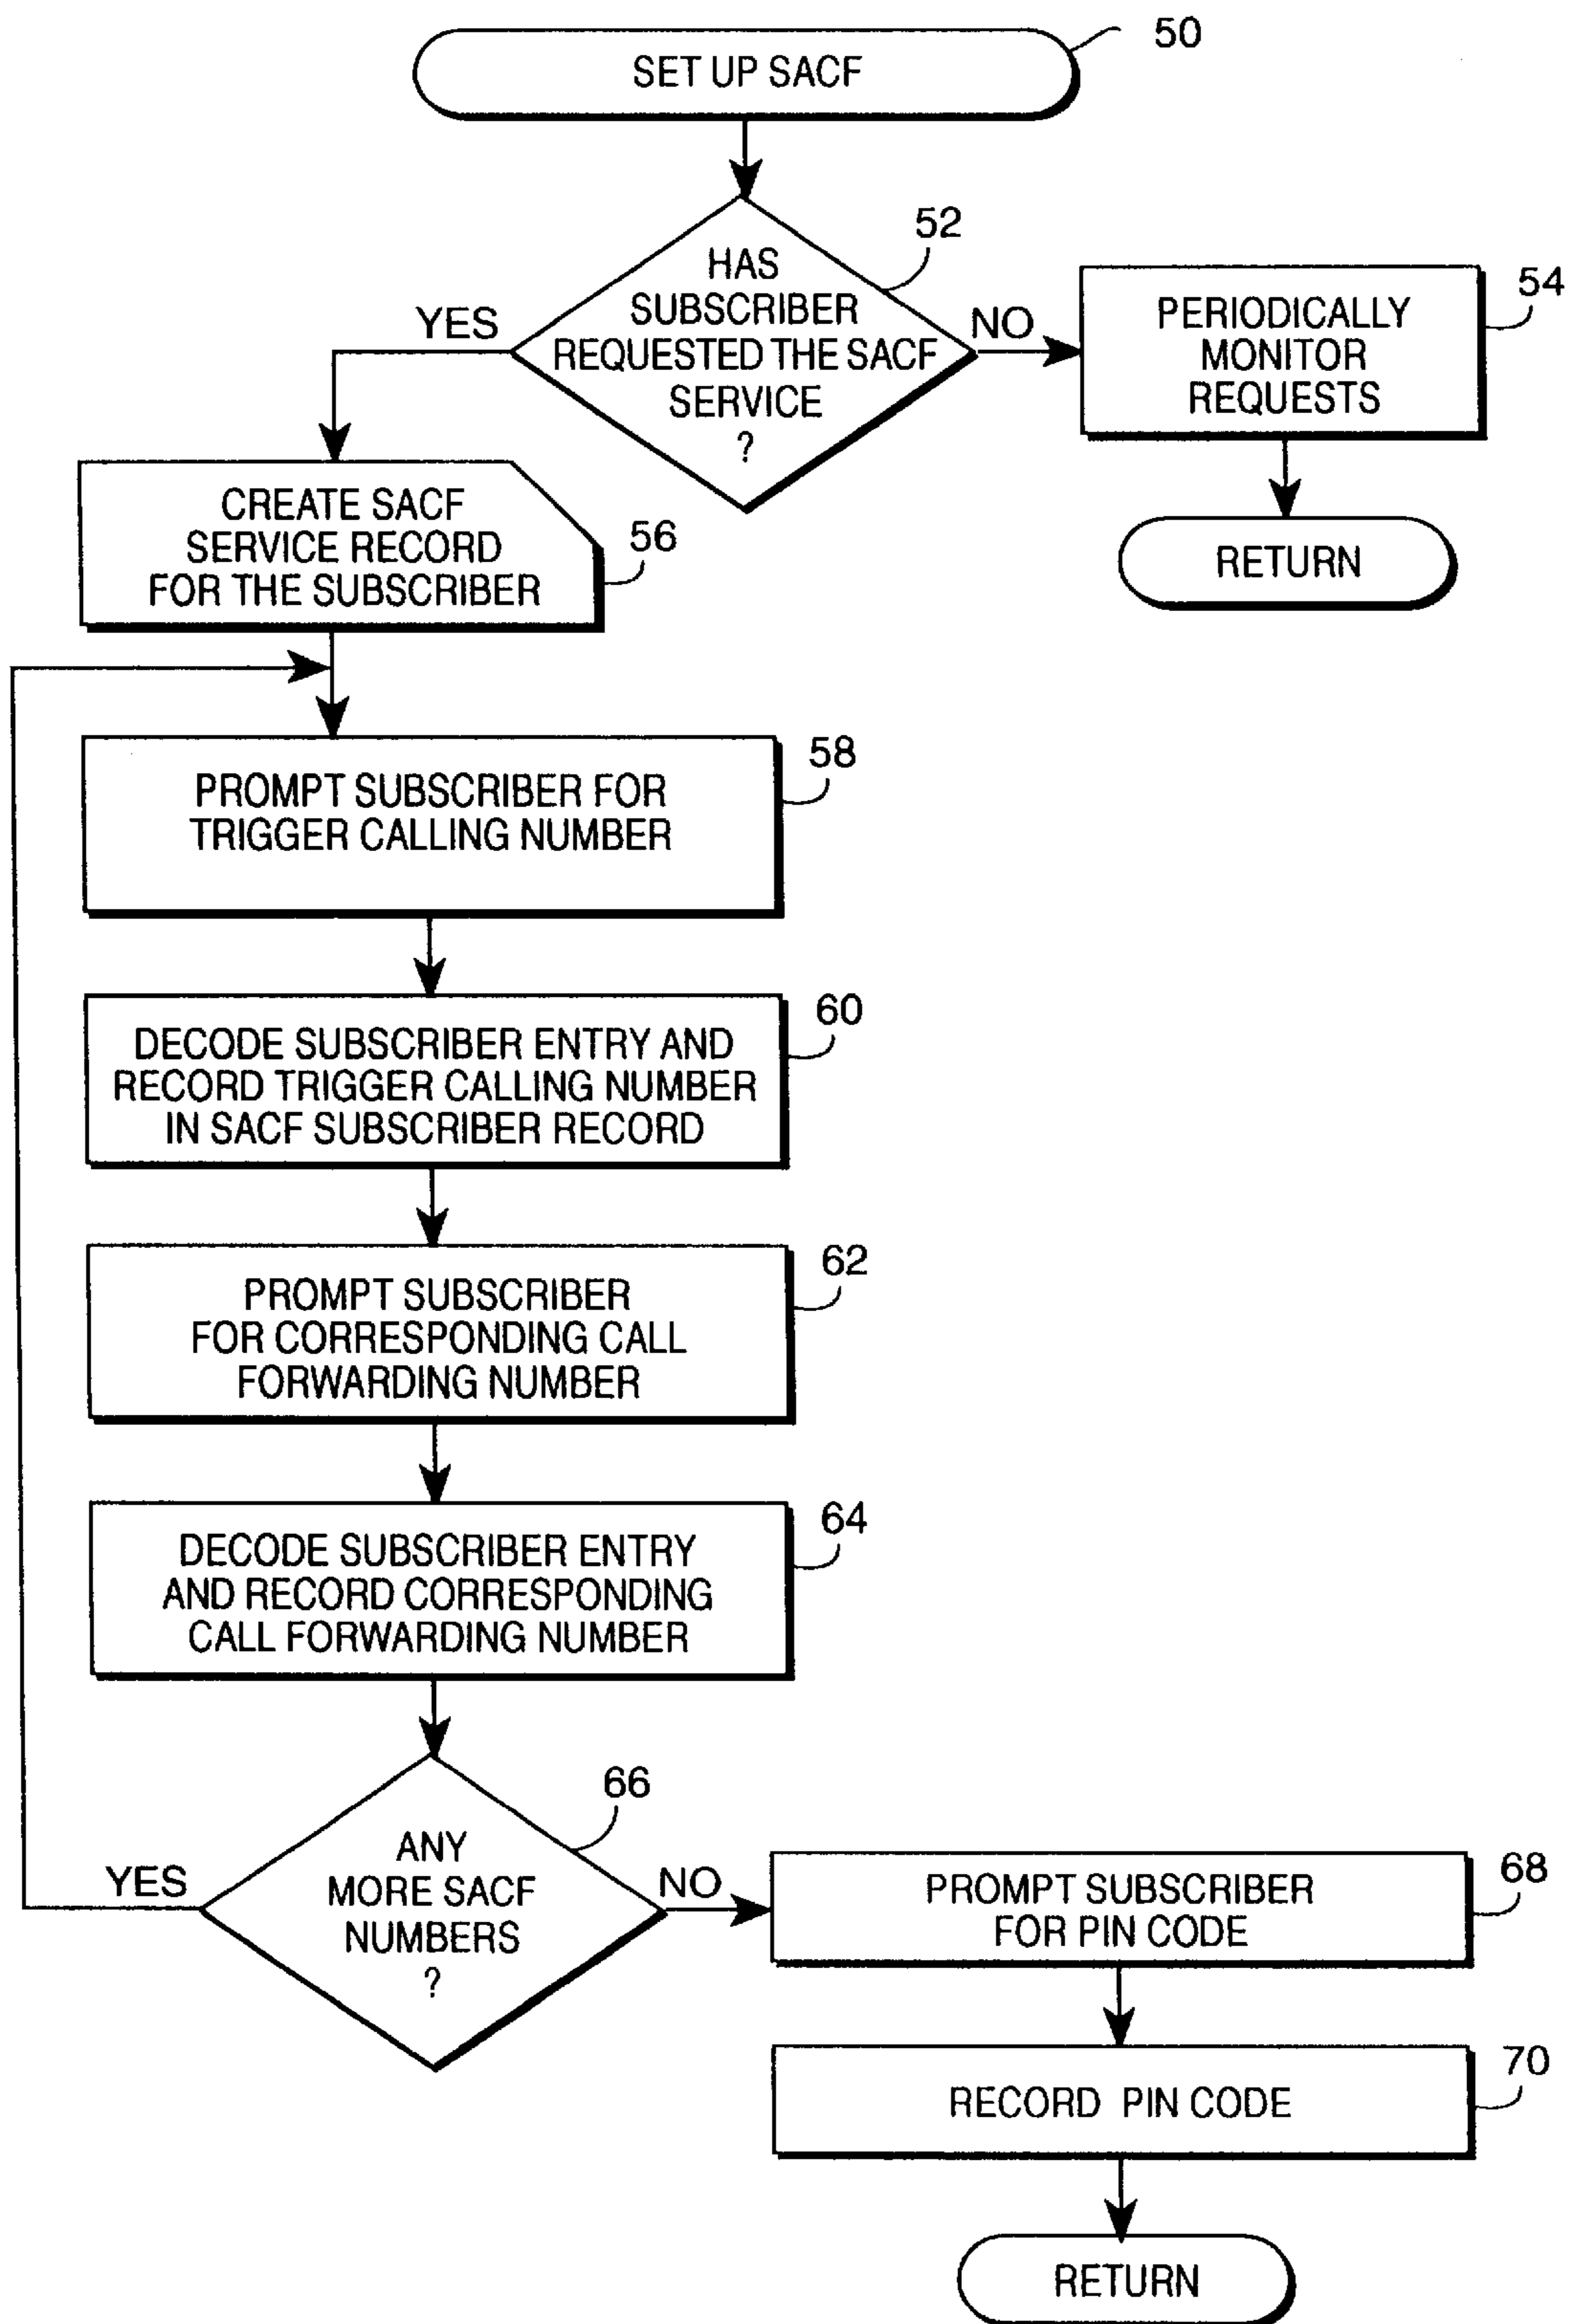 SET UP SACF
50
HAS
SUBSCRIBER
REQUESTED THE SACF
SERVICE
?
52
YES
NO
PERIODICALLY
MONITOR
REQUESTS
54
RETURN
CREATE SACF
SERVICE RECORD
FOR THE SUBSCRIBER
56
PROMPT SUBSCRIBER FOR
TRIGGER CALLING NUMBER
58
DECODE SUBSCRIBER ENTRY AND
RECORD TRIGGER CALLING NUMBER
IN SACF SUBSCRIBER RECORD
60
PROMPT SUBSCRIBER
FOR CORRESPONDING CALL
FORWARDING NUMBER
62
DECODE SUBSCRIBER ENTRY
AND RECORD CORRESPONDING
CALL FORWARDING NUMBER
64
ANY
MORE SACF
NUMBERS
?
66
YES
NO
PROMPT SUBSCRIBER
FOR PIN CODE
68
RECORD PIN CODE
70
RETURN